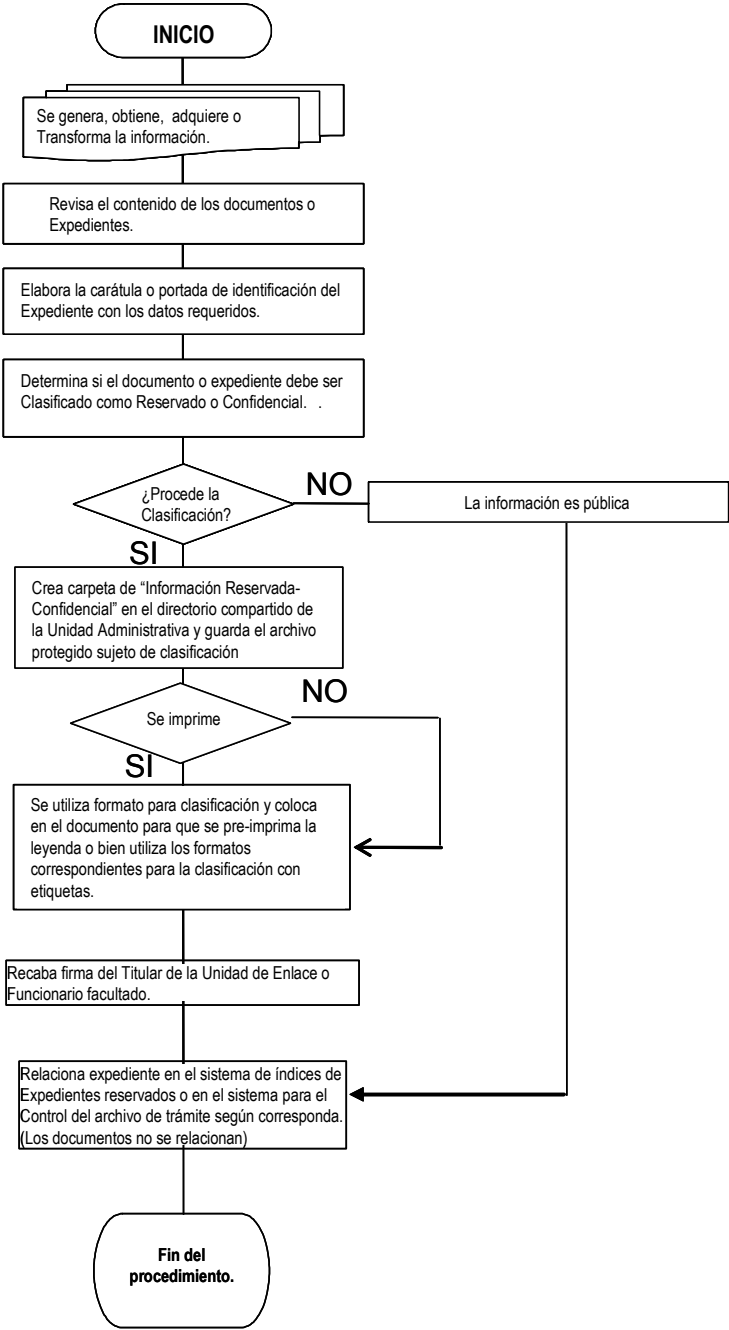 INICIO
Se genera, obtiene, adquiere o
Transforma la información.
Revisa el contenido de los documentos o
Expedientes.
Elabora la carátula o portada de identificación del
Expediente con los datos requeridos.
Determina si el documento o expediente debe ser
Clasificado como Reservado o Confidencial. .
¿Procede la
Clasificación?
NO
La información es pública
SI
Crea carpeta de “Información Reservada-
Confidencial” en el directorio compartido de
la Unidad Administrativa y guarda el archivo
protegido sujeto de clasificación
NO
Se imprime
SI
Se utiliza formato para clasificación y coloca
en el documento para que se pre-imprima la
leyenda o bien utiliza los formatos
correspondientes para la clasificación con
etiquetas.
Recaba firma del Titular de la Unidad de Enlace o
Funcionario facultado.
Relaciona expediente en el sistema de índices de
Expedientes reservados o en el sistema para el
Control del archivo de trámite según corresponda.
(Los documentos no se relacionan)
Fin del
procedimiento.